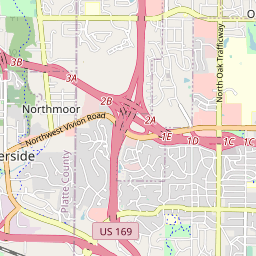 O
3B
3A
2B
North Oak Trafficway
Northmoor
Northwest Vivion Road
2A
1E
1D
1C
1C
erside
Platte County
US 169